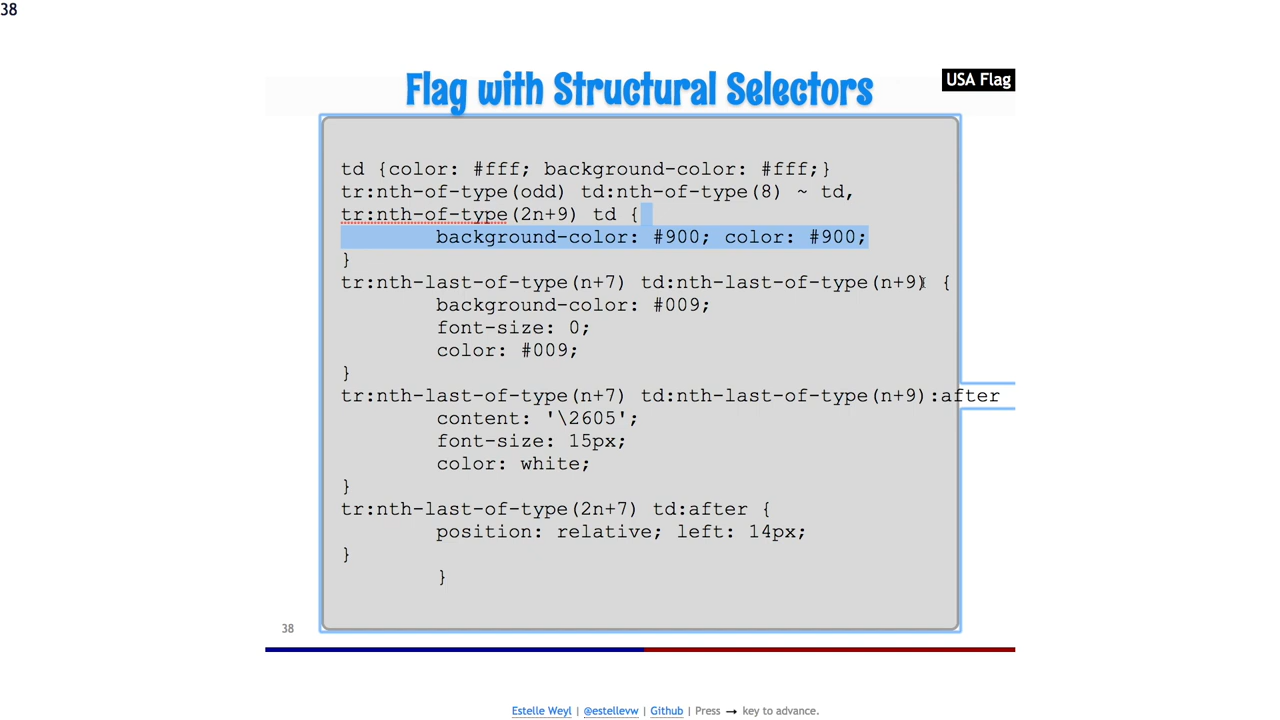 38
Flag with Structural Selectors
USA Flag
td {color: #fff; background-color: #fff;}
tr:nth-of-type(odd) td:nth-of-type(8) ~ td,
tr:nth-of-type(2n+9) td {
background-color: #900; color: #900;
}
tr:nth-last-of-type(n+7) td:nth-last-of-type(n+9) {
background-color: #009;
font-size: 0;
color: #009;
}
tr:nth-last-of-type(n+7) td:nth-last-of-type(n+9):after
content: '\2605';
font-size: 15px;
color: white;
}
tr:nth-last-of-type(2n+7) td:after {
position: relative; left: 14px;
}
}
38
Estelle Weyl | @estellevw | Github | Press → key to advance.